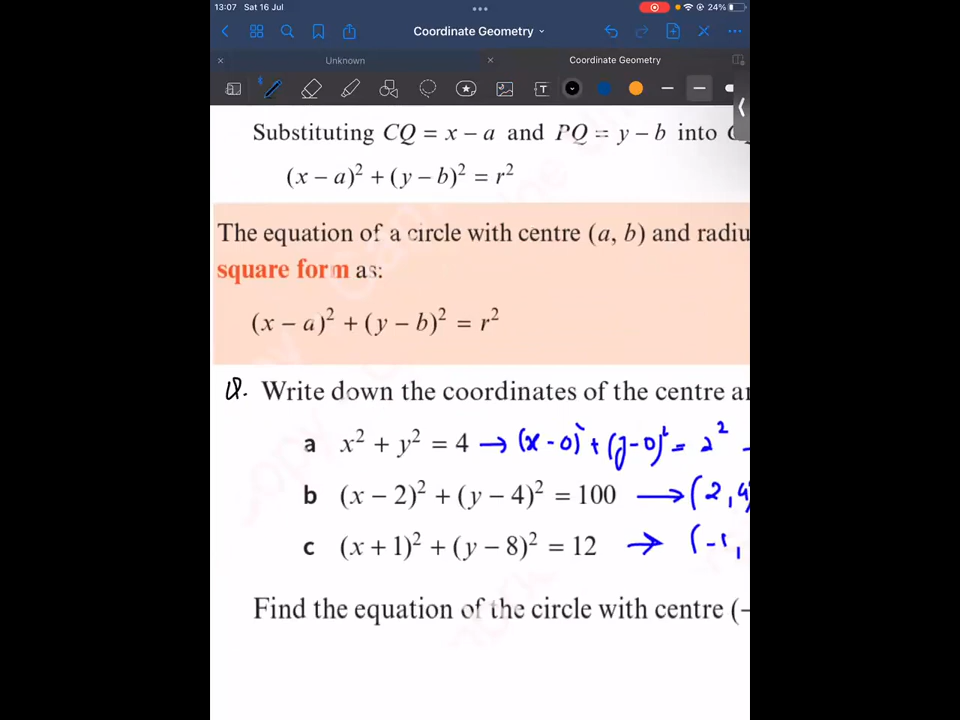 13:07 Sat 16 Jul 24%
Coordinate Geometry
Unknown Coordinate Geometry
Substituting CQ = x − a and PQ = y − b into
(x − a)² + (y − b)² = r²
The equation of a circle with centre (a, b) and radiu
square form as:
(x − a)² + (y − b)² = r²
Q. Write down the coordinates of the centre
a x² + y² = 4 → (x - 0)² + (y - 0)² = 2²
b (x − 2)² + (y − 4)² = 100 → (2, 4)
c (x + 1)² + (y − 8)² = 12 → (-1,
Find the equation of the circle with centre (−